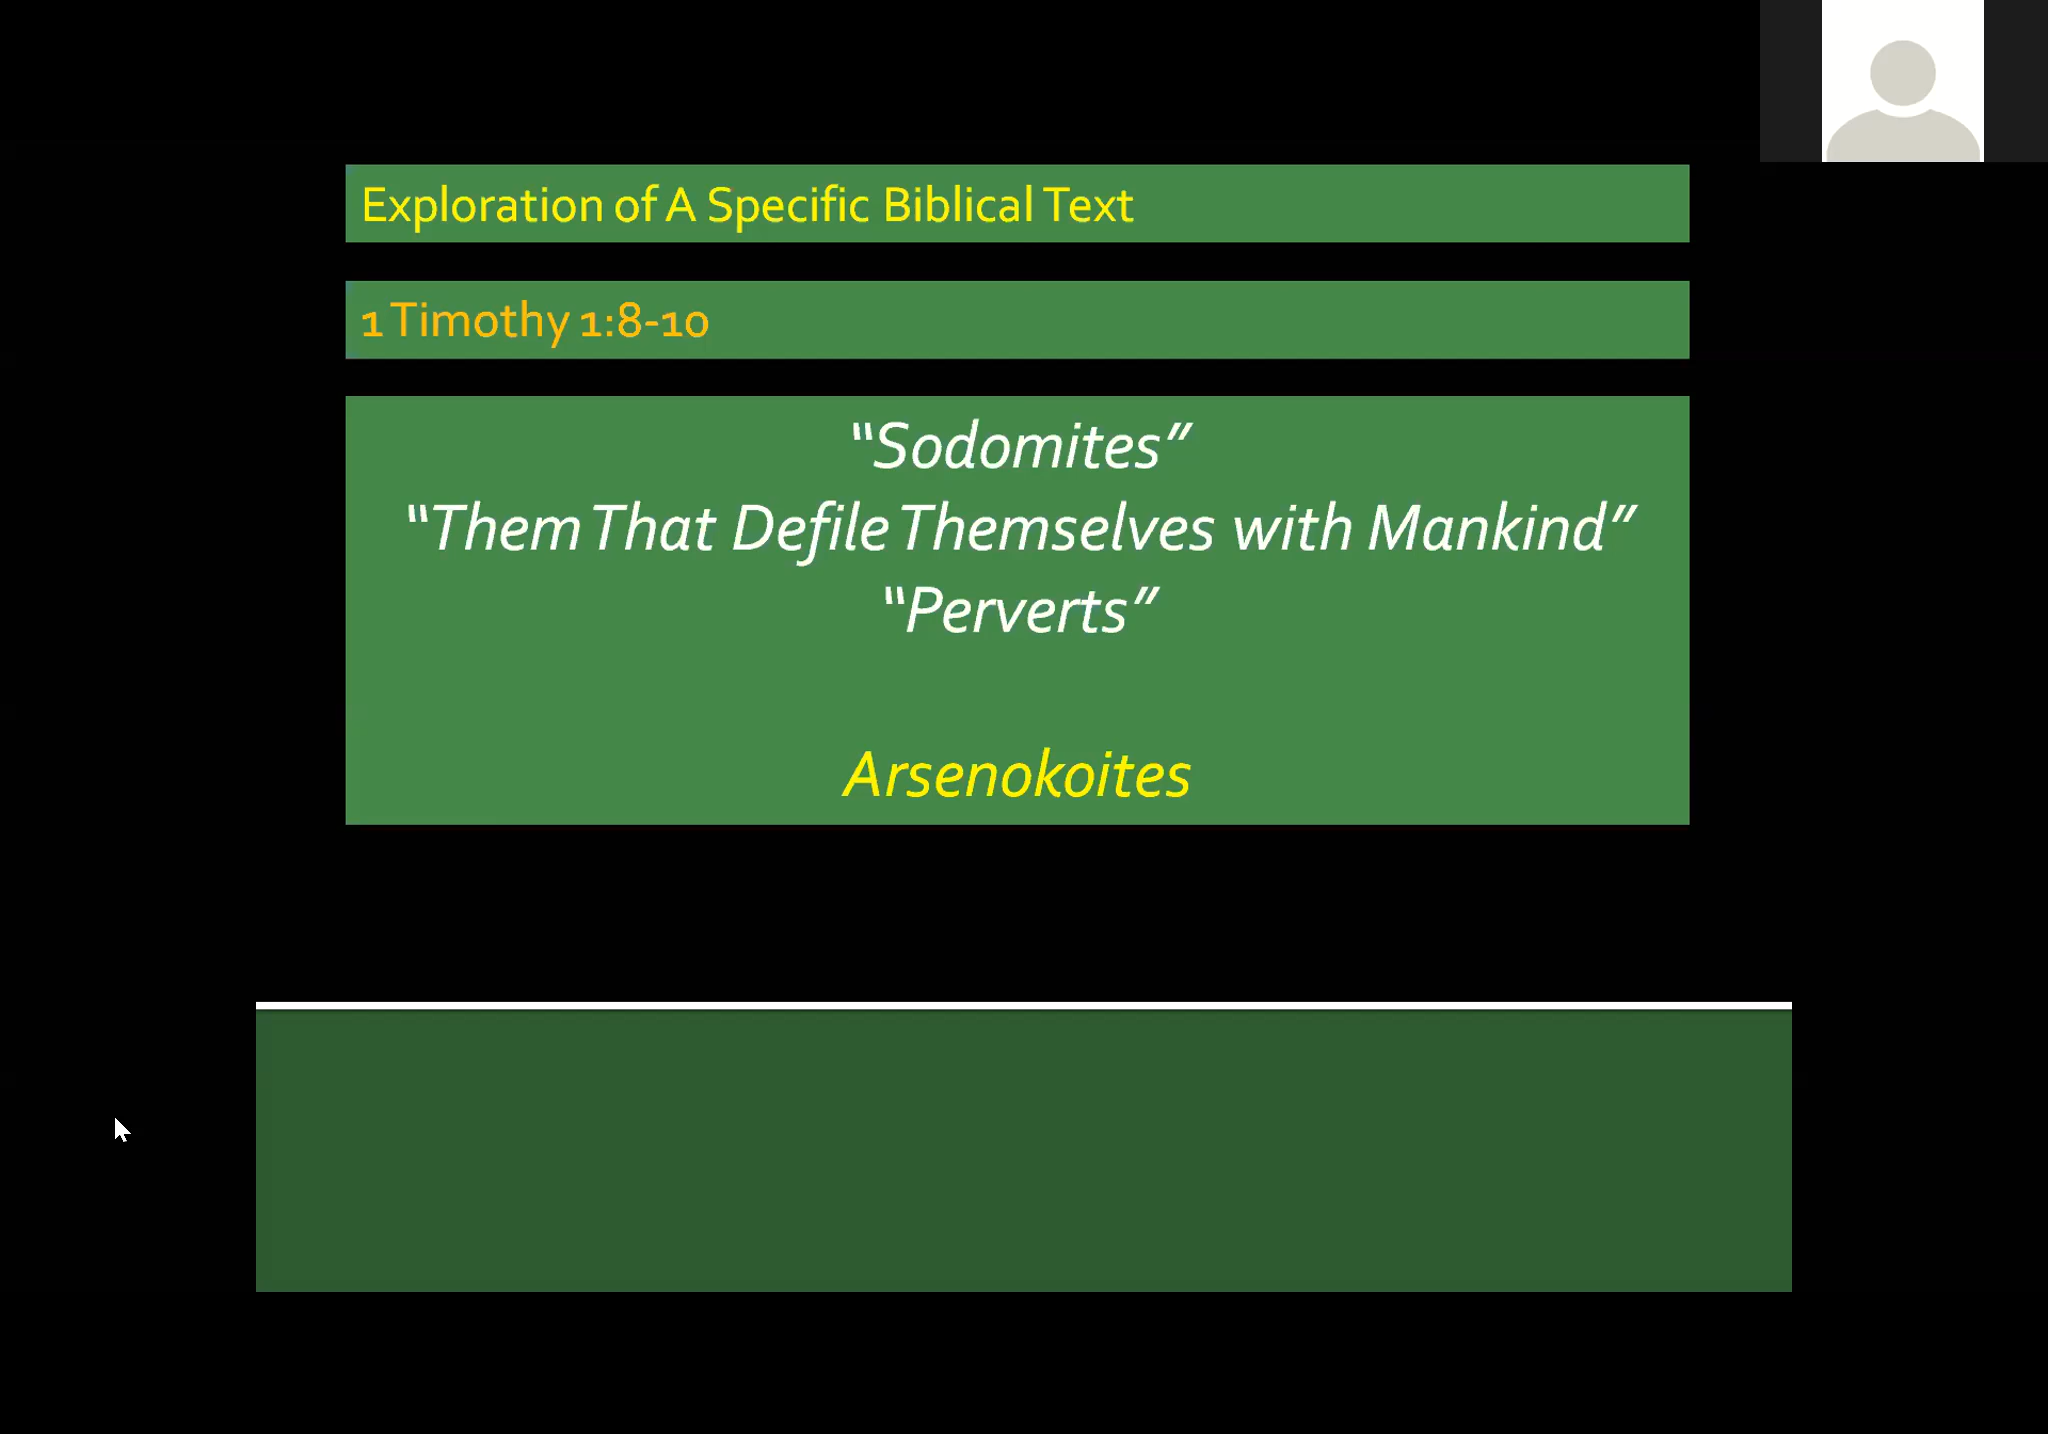 Exploration of A Specific Biblical Text
1 Timothy 1:8-10
“Sodomites”
“Them That Defile Themselves with Mankind”
“Perverts”
Arsenokoites